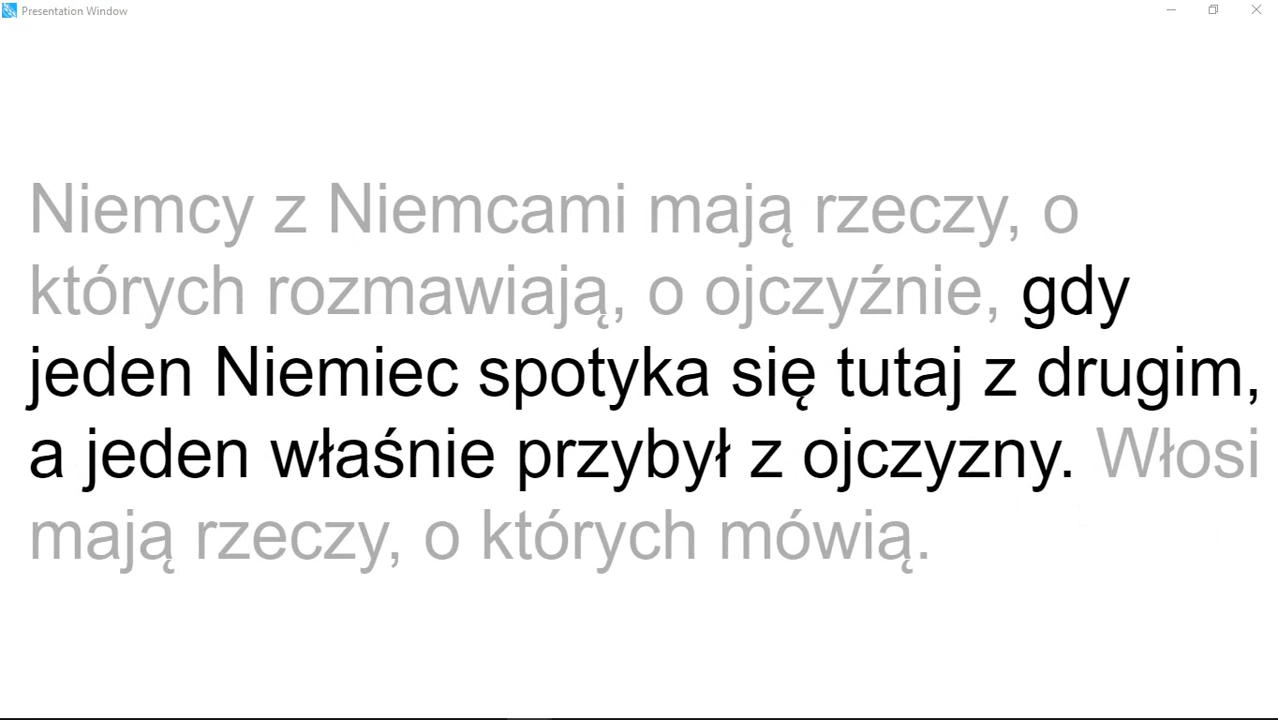 Presentation Window
Niemcy z Niemcami mają rzeczy, o
których rozmawiają, o ojczyźnie, gdy
jeden Niemiec spotyka się tutaj z drugim,
a jeden właśnie przybył z ojczyzny. Włosi
mają rzeczy, o których mówią.